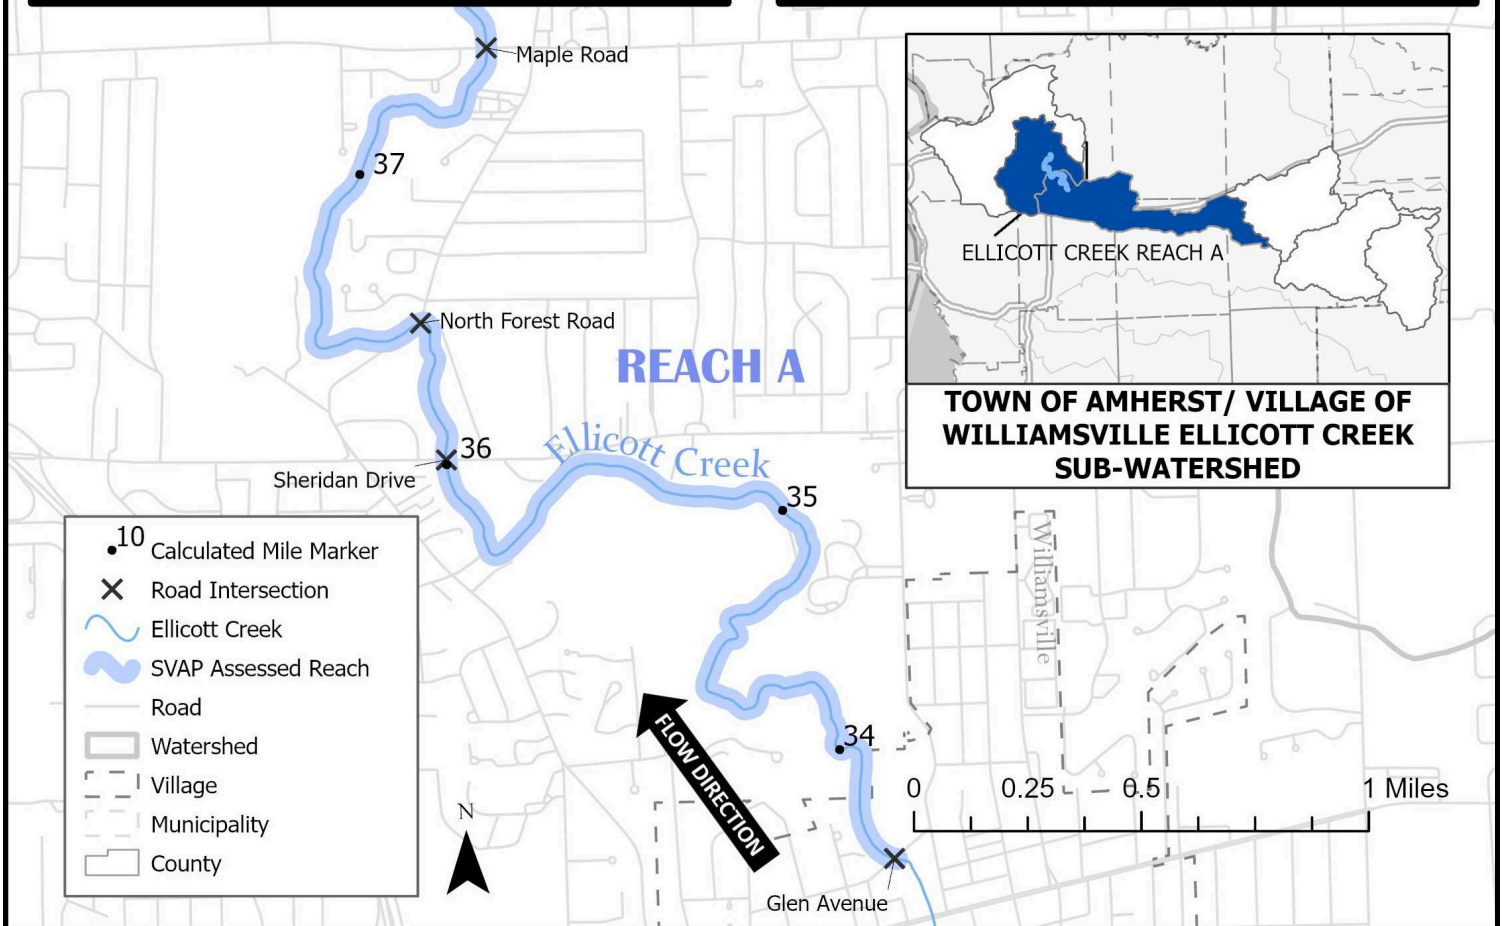 Maple Road
37
ELLICOTT CREEK REACH A
North Forest Road
REACH A
TOWN OF AMHERST/ VILLAGE OF
WILLIAMSVILLE ELLICOTT CREEK
SUB-WATERSHED
36
Ellicott Creek
Sheridan Drive
35
Williamsville
10 Calculated Mile Marker
Road Intersection
Ellicott Creek
SVAP Assessed Reach
Road
Watershed
Village
Municipality
County
N
FLOW DIRECTION
34
0 0.25 0.5 1 Miles
Glen Avenue